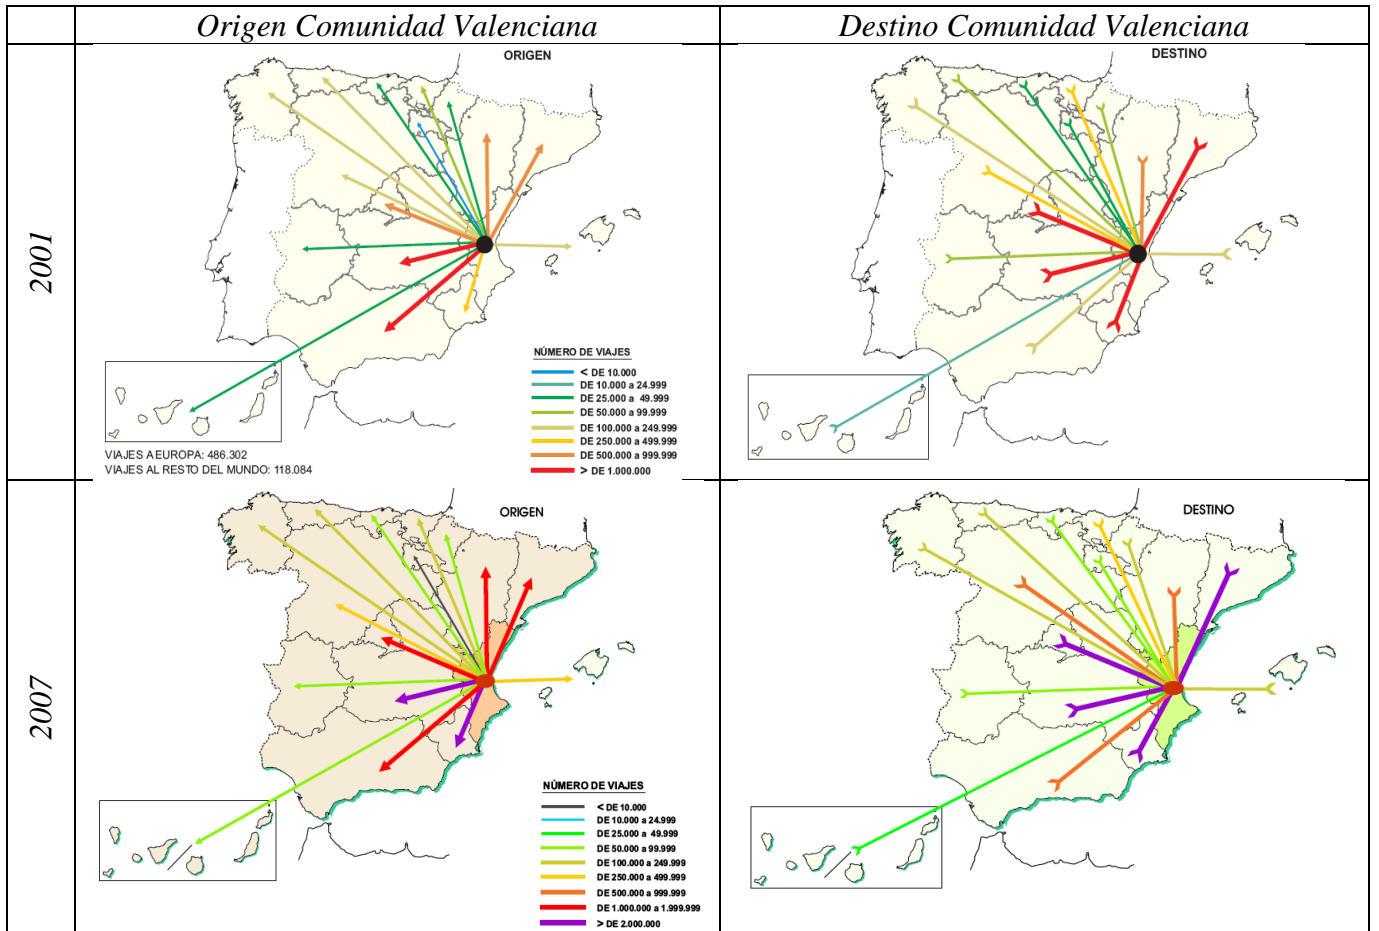 Origen Comunidad Valenciana
Destino Comunidad Valenciana
2001
ORIGEN
NÚMERO DE VIAJES
< DE 10.000
DE 10.000 a 24.999
DE 25.000 a 49.999
DE 50.000 a 99.999
DE 100.000 a 249.999
DE 250.000 a 499.999
DE 500.000 a 999.999
> DE 1.000.000
VIAJES A EUROPA: 486.302
VIAJES AL RESTO DEL MUNDO: 118.084
DESTINO
2007
ORIGEN
NÚMERO DE VIAJES
< DE 10.000
DE 10.000 a 24.999
DE 25.000 a 49.999
DE 50.000 a 99.999
DE 100.000 a 249.999
DE 250.000 a 499.999
DE 500.000 a 999.999
DE 1.000.000 a 1.999.999
> DE 2.000.000
DESTINO